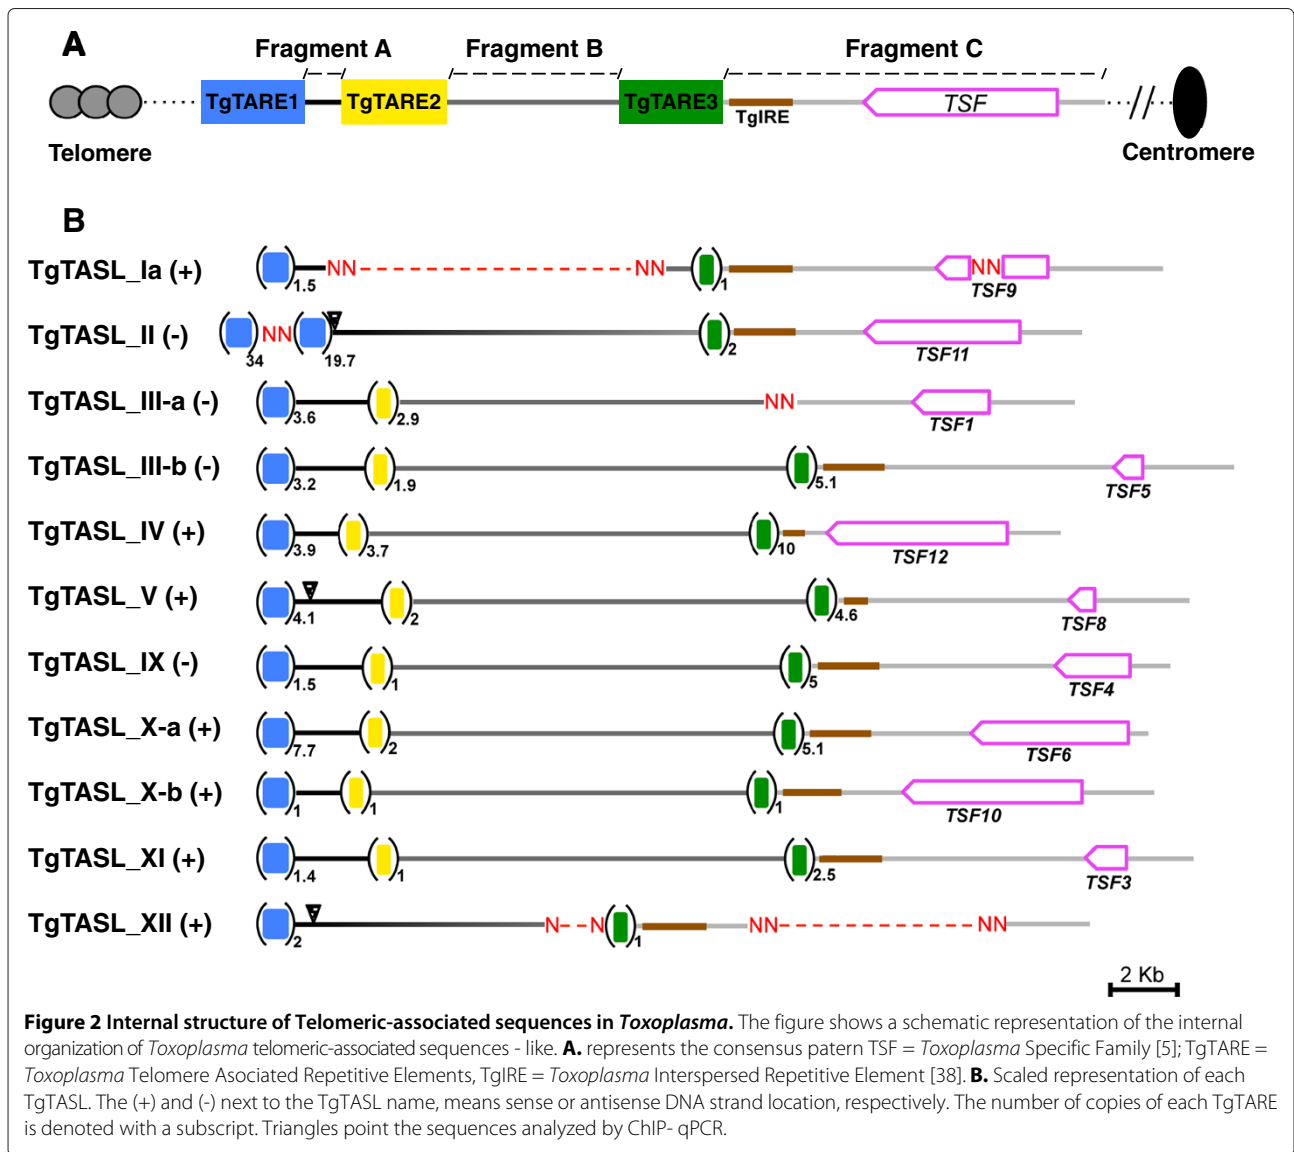 A
Fragment A
Fragment B
Fragment C
TgTARE1
TgTARE2
TgTARE3
TgIRE
TSF
Telomere
Centromere
B
TgTASL_Ia (+)
1.5
NN
NN
1
NN
TSF9
TgTASL_II (-)
34
NN
19.7
2
TSF11
TgTASL_III-a (-)
3.6
2.9
NN
TSF1
TgTASL_III-b (-)
3.2
1.9
5.1
TSF5
TgTASL_IV (+)
3.9
3.7
10
TSF12
TgTASL_V (+)
4.1
2
4.6
TSF8
TgTASL_IX (-)
1.5
1
5
TSF4
TgTASL_X-a (+)
7.7
2
5.1
TSF6
TgTASL_X-b (+)
1
1
1
TSF10
TgTASL_XI (+)
1.4
1
2.5
TSF3
TgTASL_XII (+)
2
N
N
1
NN
NN
2 Kb
Figure 2 Internal structure of Telomeric-associated sequences in Toxoplasma. The figure shows a schematic representation of the internal
organization of Toxoplasma telomeric-associated sequences - like. A. represents the consensus patern TSF = Toxoplasma Specific Family [5]; TgTARE =
Toxoplasma Telomere Asociated Repetitive Elements, TgIRE = Toxoplasma Interspersed Repetitive Element [38]. B. Scaled representation of each
TgTASL. The (+) and (-) next to the TgTASL name, means sense or antisense DNA strand location, respectively. The number of copies of each TgTARE
is denoted with a subscript. Triangles point the sequences analyzed by ChIP- qPCR.